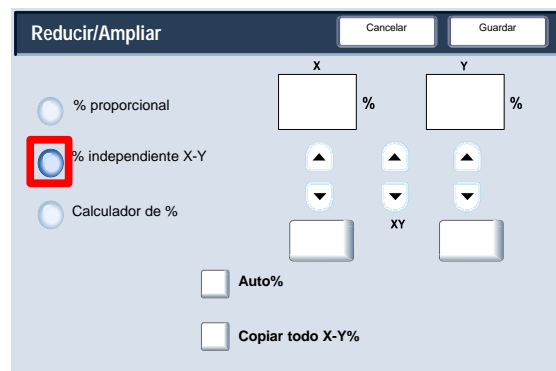 Reducir/Ampliar
Cancelar
Guardar
X
Y
% proporcional
%
%
% independiente X-Y
Calculador de %
XY
Auto%
Copiar todo X-Y%